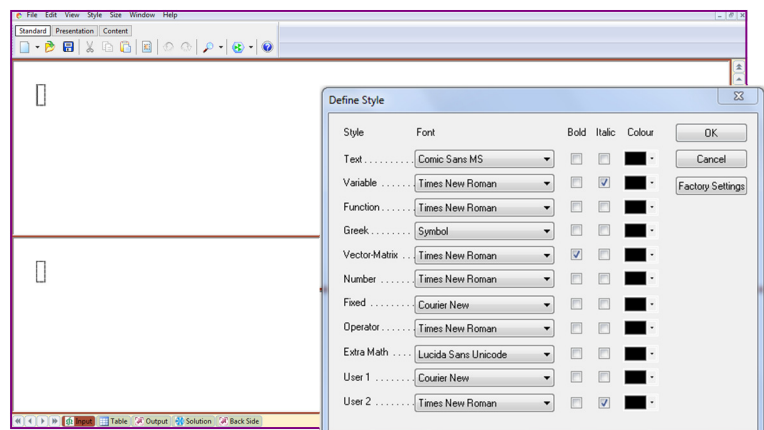 File Edit View Style Size Window Help
Standard Presentation Content
Define Style
Style Font Bold Italic Colour OK
Text . . . . . . . . . . Comic Sans MS Cancel
Variable . . . . . . . Times New Roman Factory Settings
Function . . . . . . . Times New Roman
Greek . . . . . . . . Symbol
Vector-Matrix . . Times New Roman
Number . . . . . . . Times New Roman
Fixed . . . . . . . . . Courier New
Operator . . . . . . Times New Roman
Extra Math . . . . Lucida Sans Unicode
User 1 . . . . . . . . Courier New
User 2 . . . . . . . . Times New Roman
Input Table Output Solution Back Side